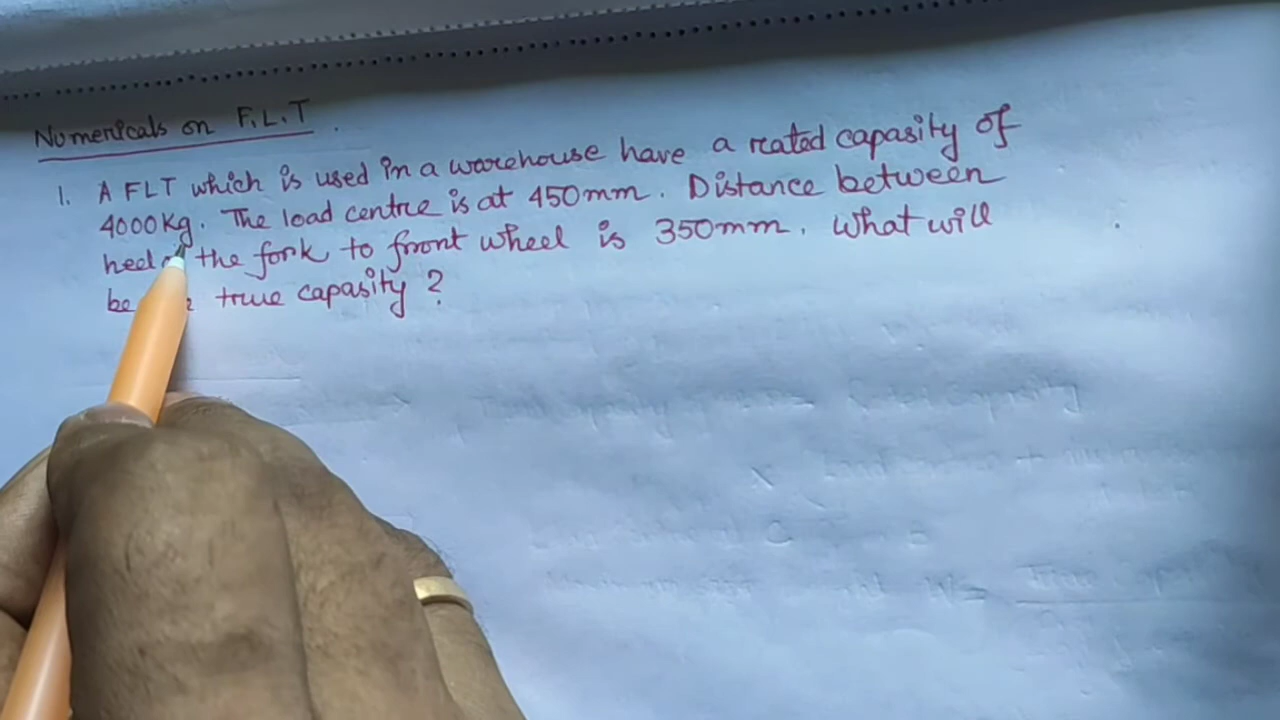 Numericals on F.L.T.
1. A FLT which is used in a warehouse have a rated capasity of
4000Kg. The load centre is at 450mm. Distance between
heel the fork to front wheel is 350mm. What will
be true capasity ?